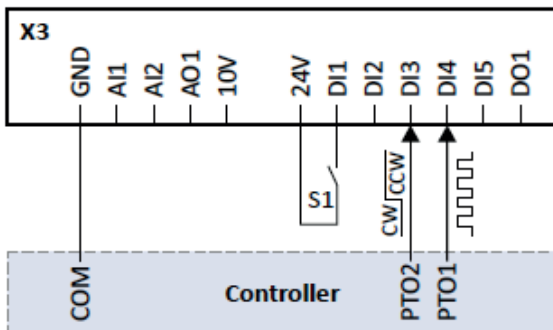 X3
GND
AI1
AI2
AO1
10V
24V
DI1
DI2
DI3
DI4
DI5
DO1
S1
CW
CCW
COM
Controller
PTO2
PTO1